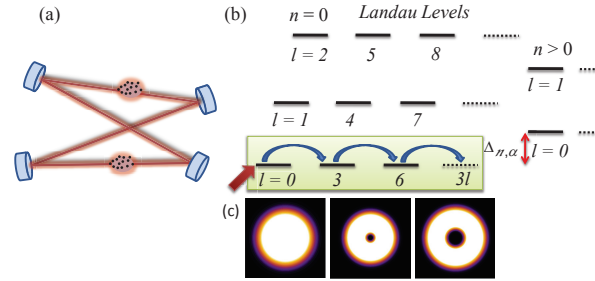 (a)
(b)
n = 0
Landau Levels
l = 2
5
8
n > 0
l = 1
l = 1
4
7
Δn,α
l = 0
l = 0
3
6
3l
(c)